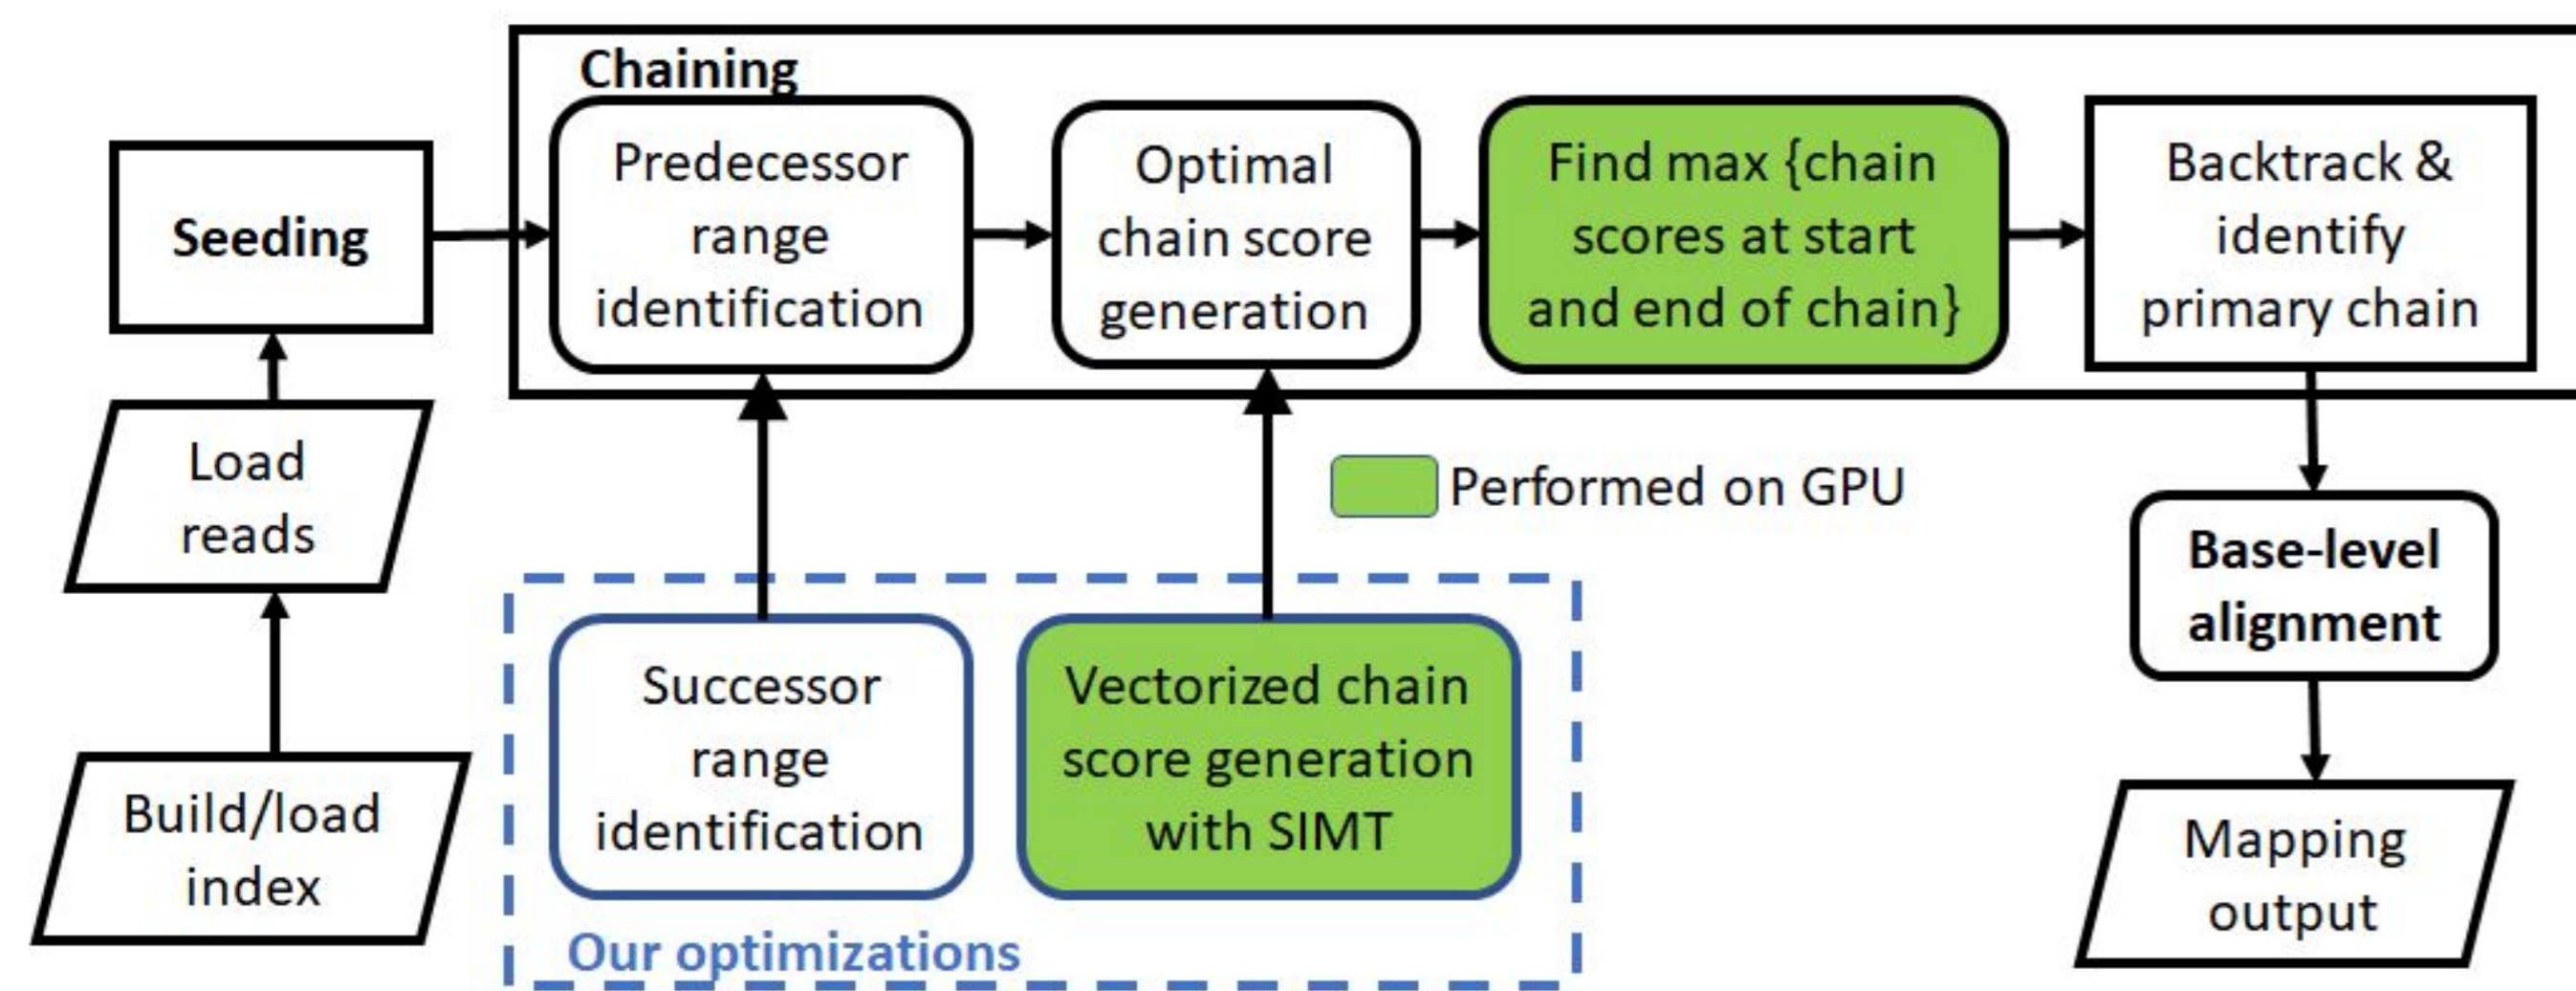 Chaining
Seeding
Predecessor
range
identification
Optimal
chain score
generation
Find max {chain
scores at start
and end of chain}
Backtrack &
identify
primary chain
Load
reads
Performed on GPU
Base-level
alignment
Build/load
index
Successor
range
identification
Vectorized chain
score generation
with SIMT
Our optimizations
Mapping
output